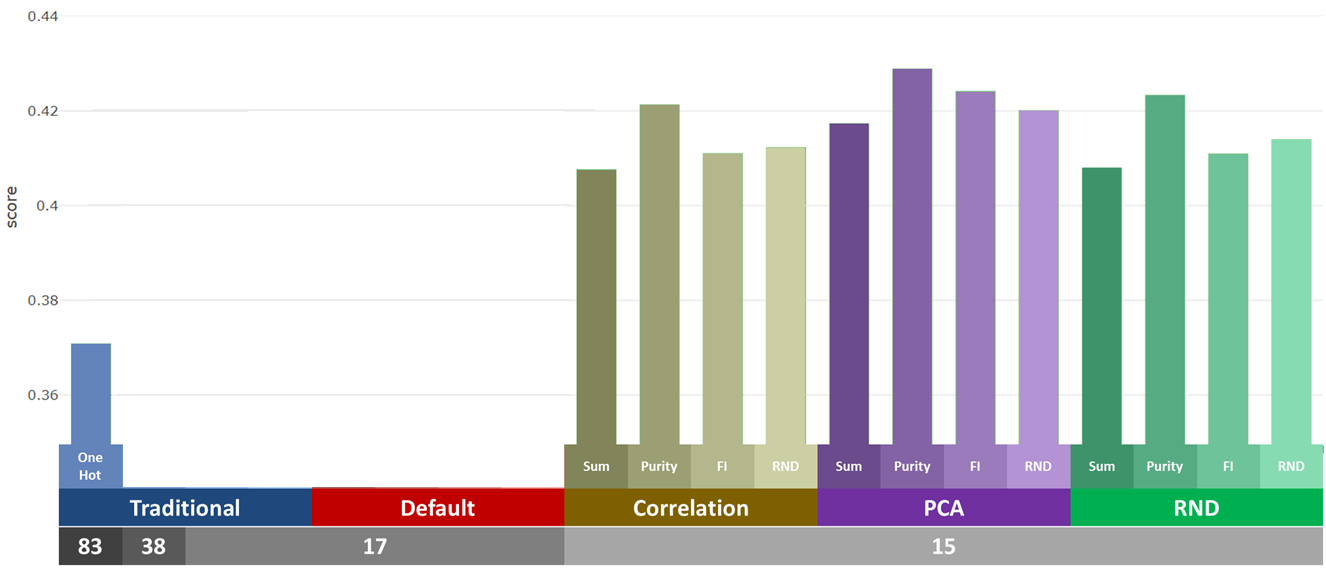 0.44
0.42
0.4
0.38
0.36
score
One
Hot
Sum Purity FI RND Sum Purity FI RND Sum Purity FI RND
Traditional Default Correlation PCA RND
83 38 17 15